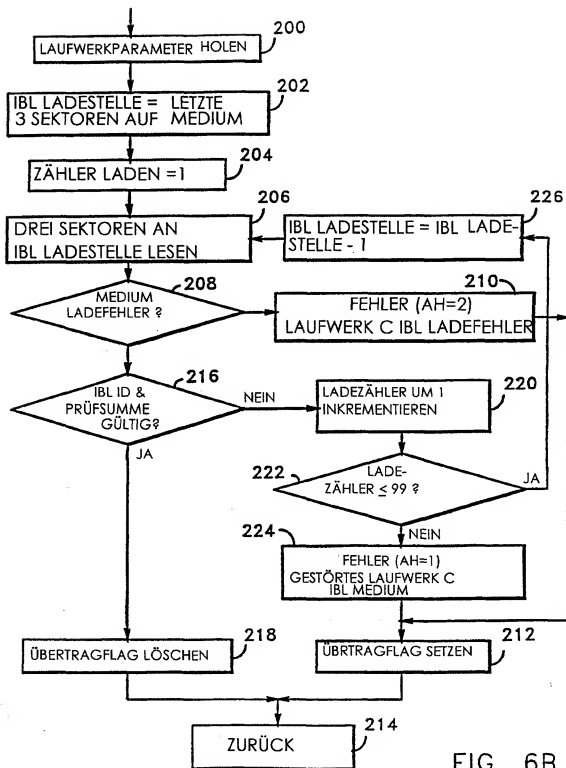 LAUFWERKPARAMETER HOLEN
200
IBL LADESTELLE = LETZTE
3 SEKTOREN AUF MEDIUM
202
ZÄHLER LADEN =1
204
DREI SEKTOREN AN
IBL LADESTELLE LESEN
206
IBL LADESTELLE = IBL LADE-
STELLE - 1
226
MEDIUM
LADEFEHLER ?
208
FEHLER (AH=2)
LAUFWERK C IBL LADEFEHLER
210
IBL ID &
PRÜFSUMME
GÜLTIG?
216
NEIN
JA
LADEZÄHLER UM 1
INKREMENTIEREN
220
LADE-
ZÄHLER ≤ 99 ?
222
JA
NEIN
224
FEHLER (AH=1)
GESTÖRTES LAUFWERK C
IBL MEDIUM
ÜBERTRAGFLAG LÖSCHEN
218
ÜBRTRAGFLAG SETZEN
212
ZURÜCK
214
FIG. 6B